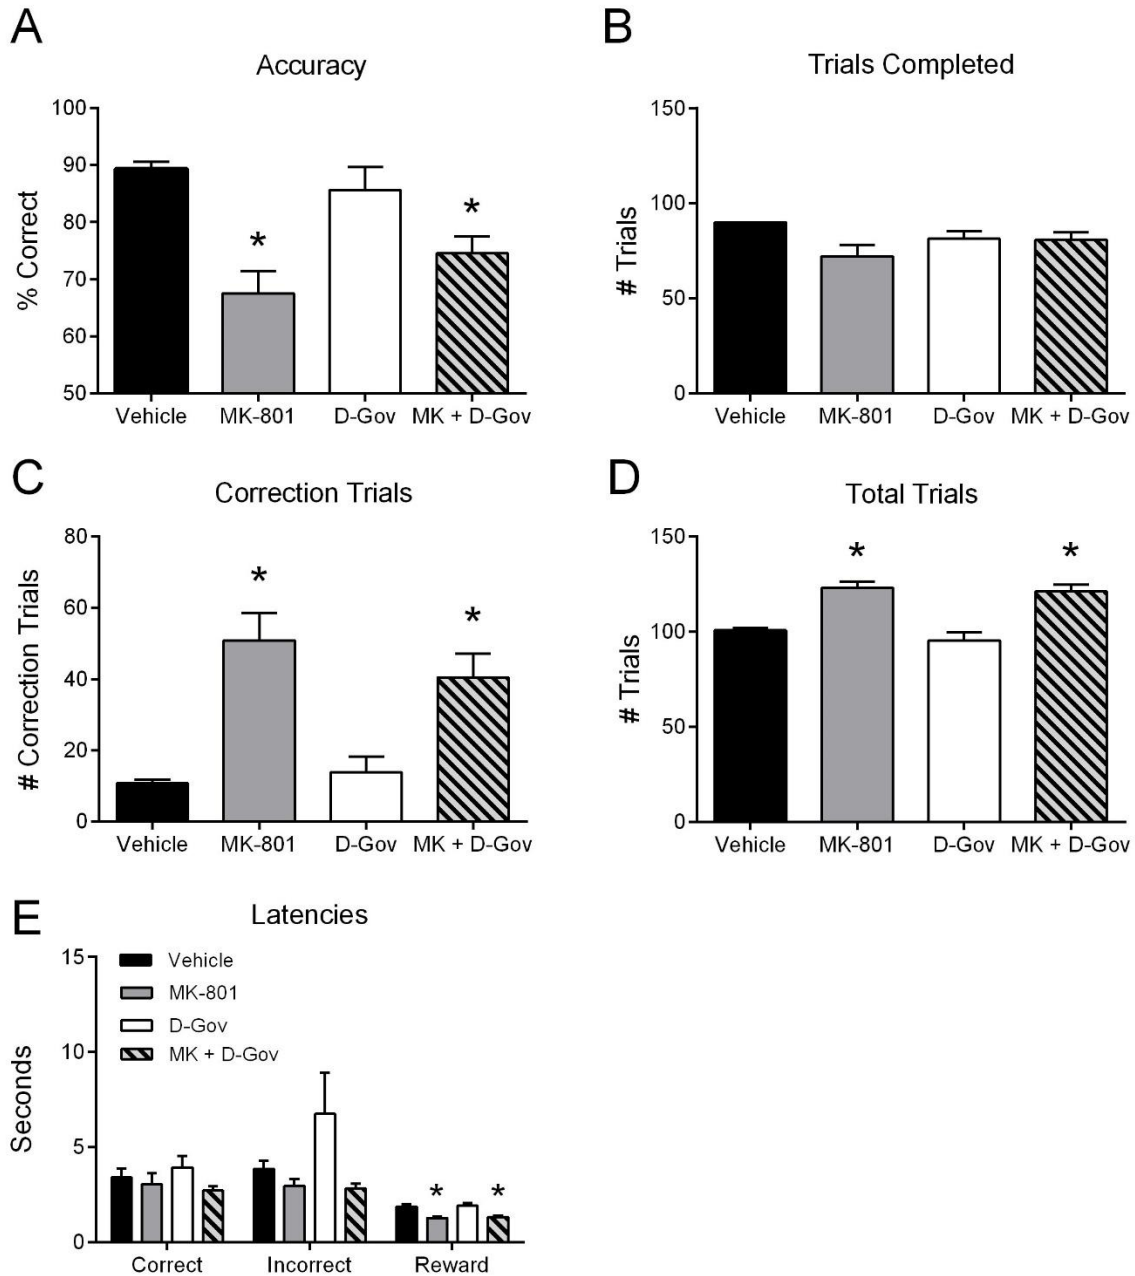 A
Accuracy
% Correct
100
90
80
70
60
50
*
*
Vehicle MK-801 D-Gov MK + D-Gov
B
Trials Completed
# Trials
150
100
50
0
Vehicle MK-801 D-Gov MK + D-Gov
C
Correction Trials
# Correction Trials
80
60
40
20
0
*
*
Vehicle MK-801 D-Gov MK + D-Gov
D
Total Trials
# Trials
150
100
50
0
*
*
Vehicle MK-801 D-Gov MK + D-Gov
E
Latencies
Seconds
15
10
5
0
Vehicle
MK-801
D-Gov
MK + D-Gov
*
*
Correct Incorrect Reward